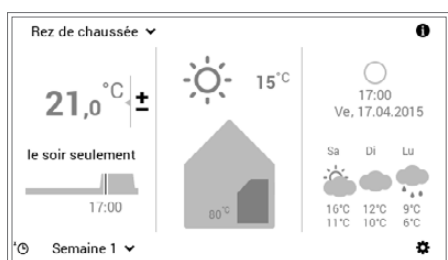 Rez de chaussée
21,0 °C ±
le soir seulement
17:00
Semaine 1
15°C
80°C
17:00
Ve, 17.04.2015
Sa Di Lu
16°C 12°C 9°C
11°C 10°C 6°C